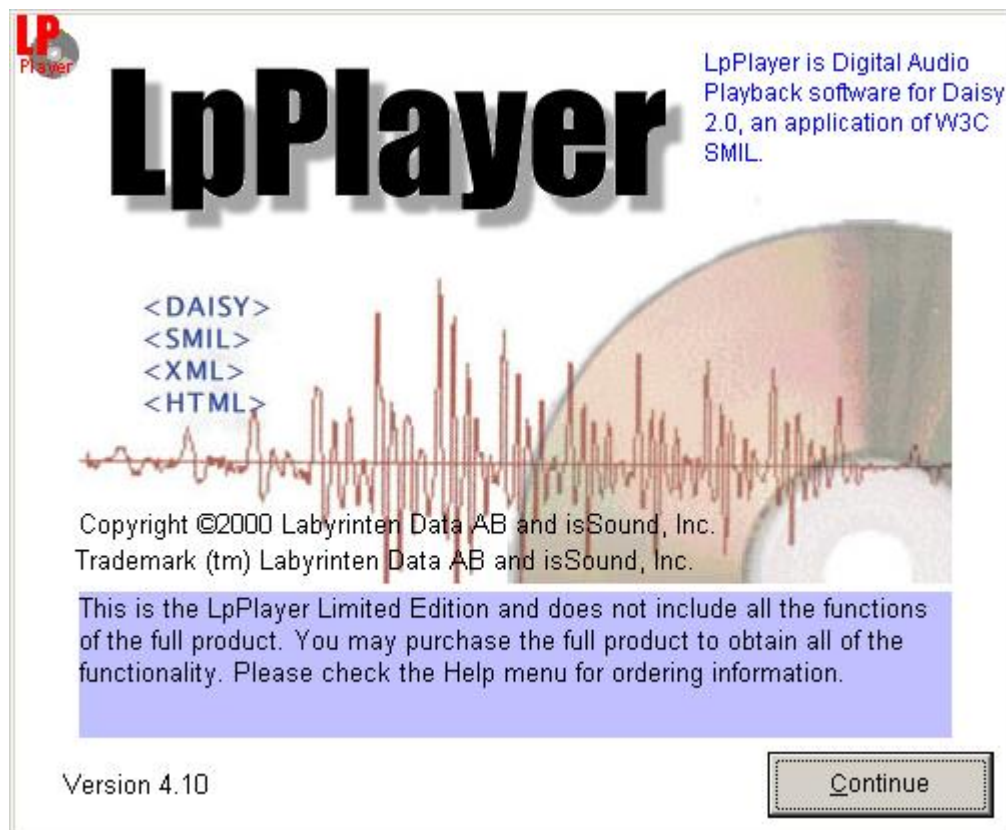 LP
Player
LpPlayer
LpPlayer is Digital Audio
Playback software for Daisy
2.0, an application of W3C
SMIL.
<DAISY>
<SMIL>
<XML>
<HTML>
Copyright ©2000 Labyrinten Data AB and isSound, Inc.
Trademark (tm) Labyrinten Data AB and isSound, Inc.
This is the LpPlayer Limited Edition and does not include all the functions
of the full product. You may purchase the full product to obtain all of the
functionality. Please check the Help menu for ordering information.
Version 4.10
Continue